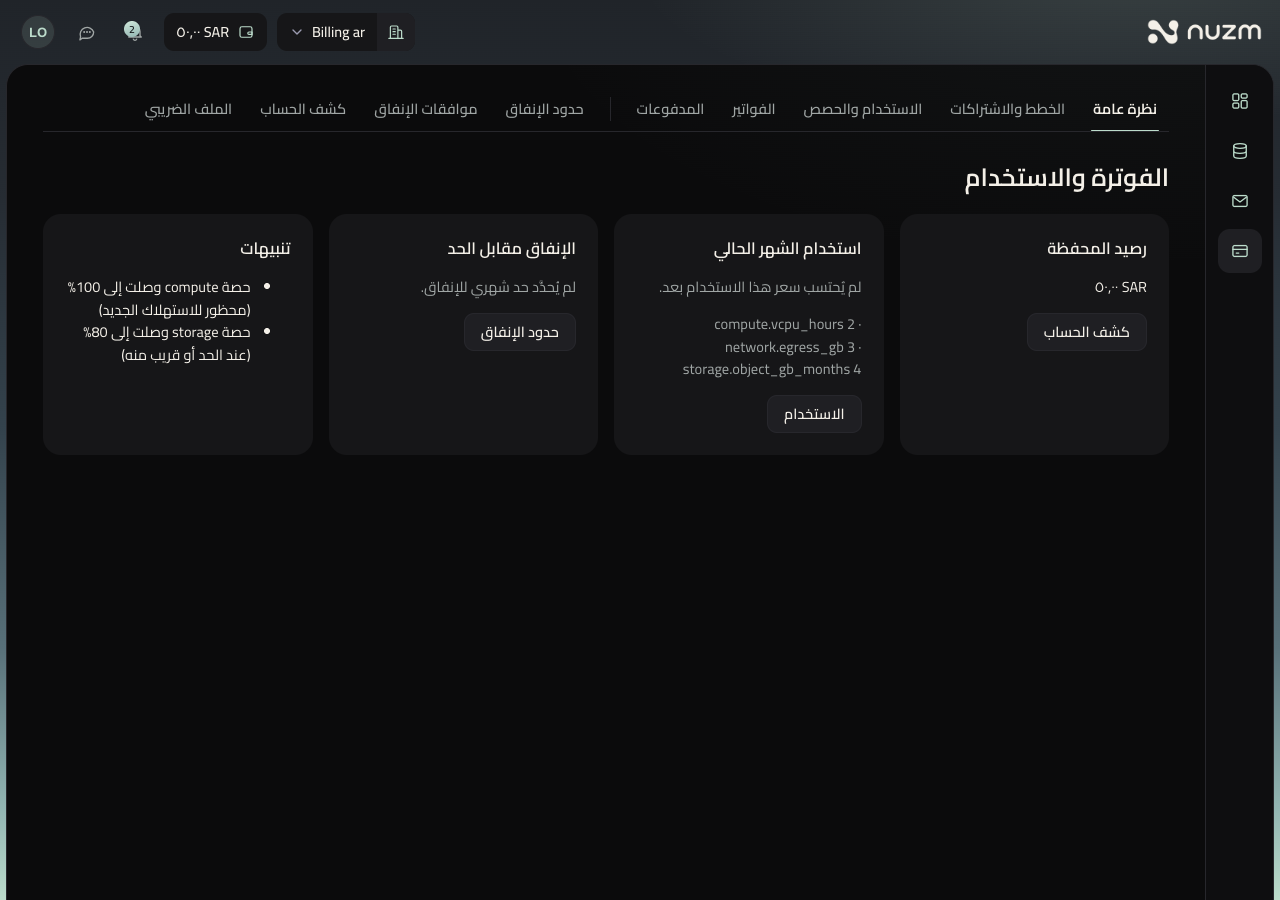 nuzm
Billing ar
٥٠,٠٠ SAR
2
LO
نظرة عامة
الخطط والاشتراكات
الاستخدام والحصص
الفواتير
المدفوعات
حدود الإنفاق
موافقات الإنفاق
كشف الحساب
الملف الضريبي
الفوترة والاستخدام
رصيد المحفظة
٥٠,٠٠ SAR
كشف الحساب
استخدام الشهر الحالي
لم يُحتسب سعر هذا الاستخدام بعد.
compute.vcpu_hours 2 ·
network.egress_gb 3 ·
storage.object_gb_months 4
الاستخدام
الإنفاق مقابل الحد
لم يُحدَّد حد شهري للإنفاق.
حدود الإنفاق
تنبيهات
حصة compute وصلت إلى 100%
(محظور للاستهلاك الجديد)
حصة storage وصلت إلى 80%
(عند الحد أو قريب منه)